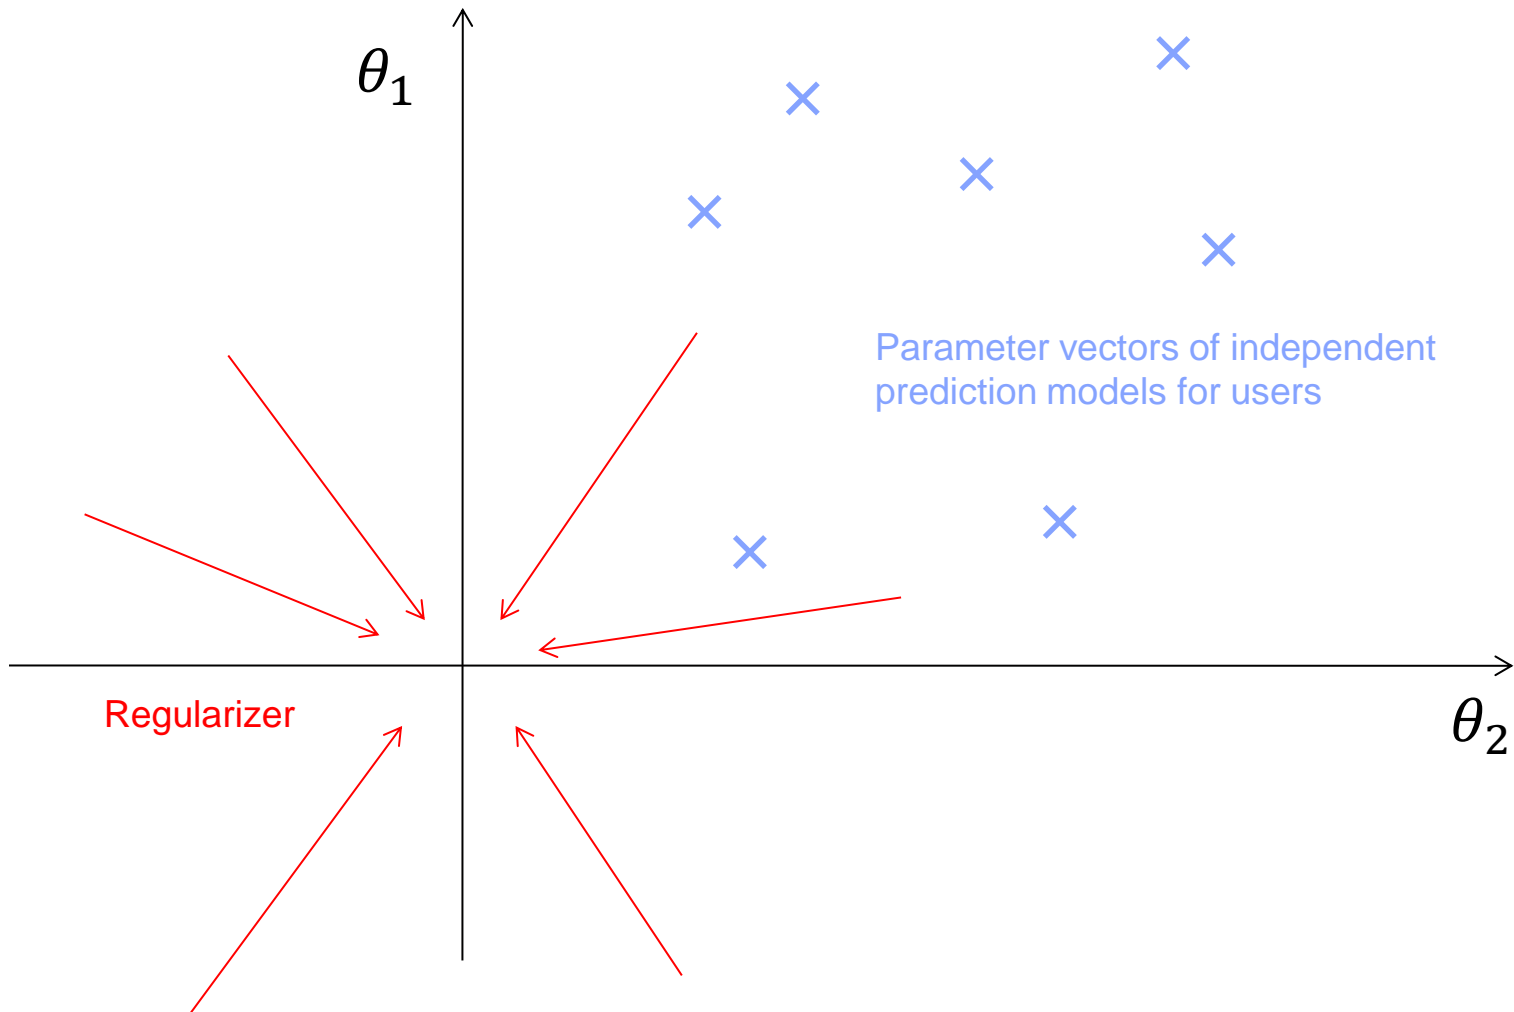 θ₁
Parameter vectors of independent
prediction models for users
Regularizer
θ₂